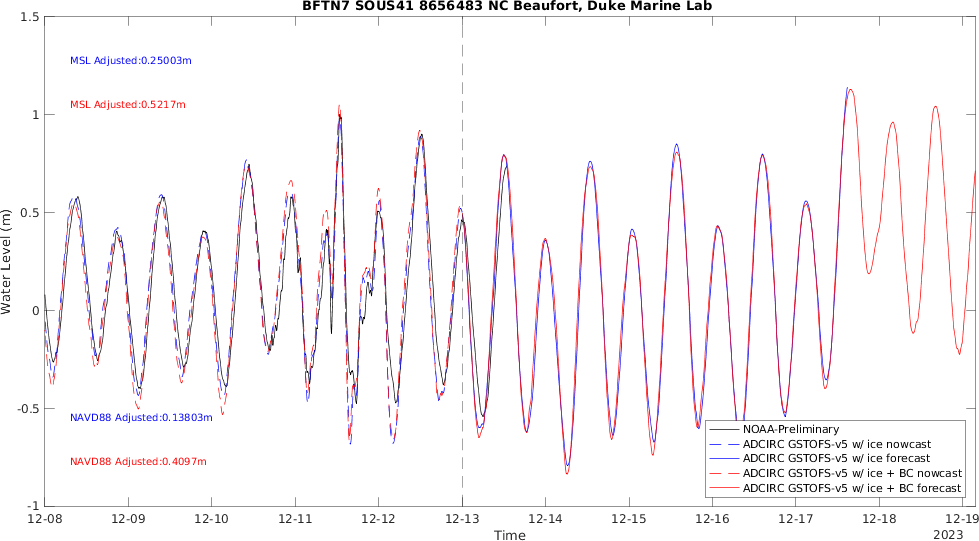 BFTN7 SOUS41 8656483 NC Beaufort, Duke Marine Lab
1.5
MSL Adjusted:0.25003m
MSL Adjusted:0.5217m
1
0.5
Water Level (m)
0
-0.5
NAVD88 Adjusted:0.13803m
NAVD88 Adjusted:0.4097m
-1
NOAA-Preliminary
ADCIRC GSTOFS-v5 w/ ice nowcast
ADCIRC GSTOFS-v5 w/ ice forecast
ADCIRC GSTOFS-v5 w/ ice + BC nowcast
ADCIRC GSTOFS-v5 w/ ice + BC forecast
12-08 12-09 12-10 12-11 12-12 12-13 12-14 12-15 12-16 12-17 12-18 12-19
Time
2023